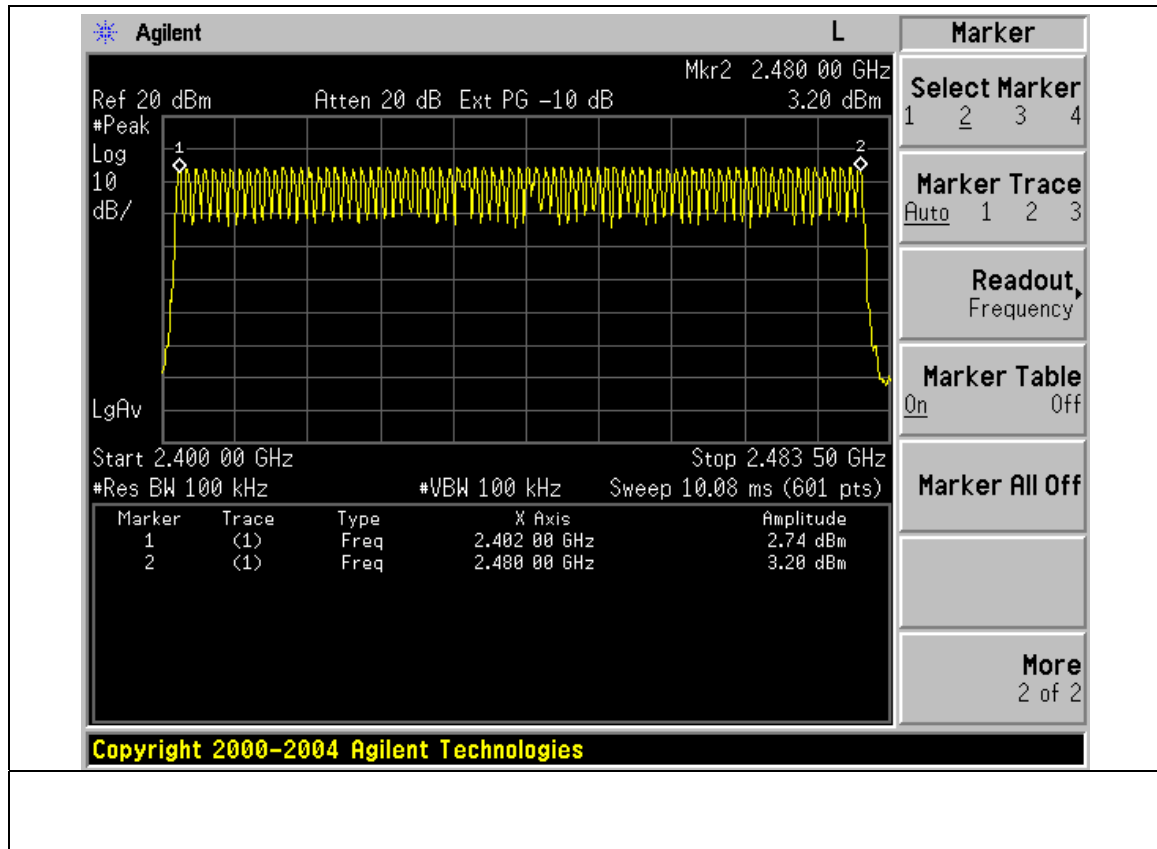 Agilent L Marker
Mkr2 2.480 00 GHz
Ref 20 dBm Atten 20 dB Ext PG -10 dB 3.20 dBm
#Peak
Log
10
dB/
1 2
LgAv
Start 2.400 00 GHz Stop 2.483 50 GHz
#Res BW 100 kHz #VBW 100 kHz Sweep 10.08 ms (601 pts)
Marker Trace Type X Axis Amplitude
1 (1) Freq 2.402 00 GHz 2.74 dBm
2 (1) Freq 2.480 00 GHz 3.20 dBm
Select Marker
1 2 3 4
Marker Trace
Auto 1 2 3
Readout
Frequency
Marker Table
On Off
Marker All Off
More
2 of 2
Copyright 2000-2004 Agilent Technologies